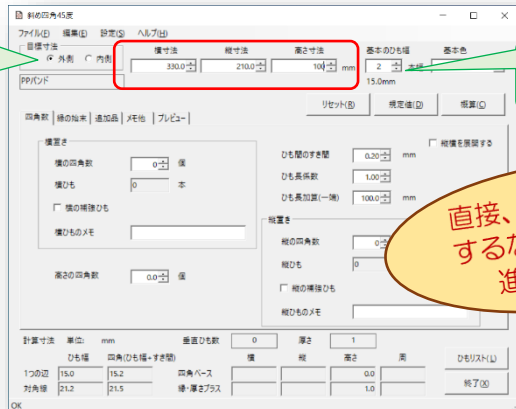 斜め四角45度
ファイル(F) 編集(E) 設定(S) ヘルプ(H)
目標寸法
外側 内側
横寸法 縦寸法 高さ寸法 基本のひも幅 基本色
330.0 210.0 100 mm 2
15.0mm
PPバンド
リセット(R) 規定値(D) 概算(C)
四角数 縁の始末 追加品 メモ他 プレビュー
横置き
横の四角数 0 個
横ひも 0 本
横の補強ひも
横ひものメモ
高さの四角数 0.0 個
縦横を展開する
ひも間のすき間 0.20 mm
ひも長係数 1.00
ひも長加算(一端) 100.0 mm
縦置き
縦の四角数 0
縦ひも 0
縦の補強ひも
縦ひものメモ
直接、
する
進
計算寸法 単位: mm 垂直ひも数 0 厚さ 1
ひも幅 四角(ひも幅+すき間) 横 縦 高さ 周
1つの辺 15.0 15.2 四角ベース 0.0
対角線 21.2 21.5 縁・厚さプラス 1.0
ひもリスト(L)
終了(X)
OK